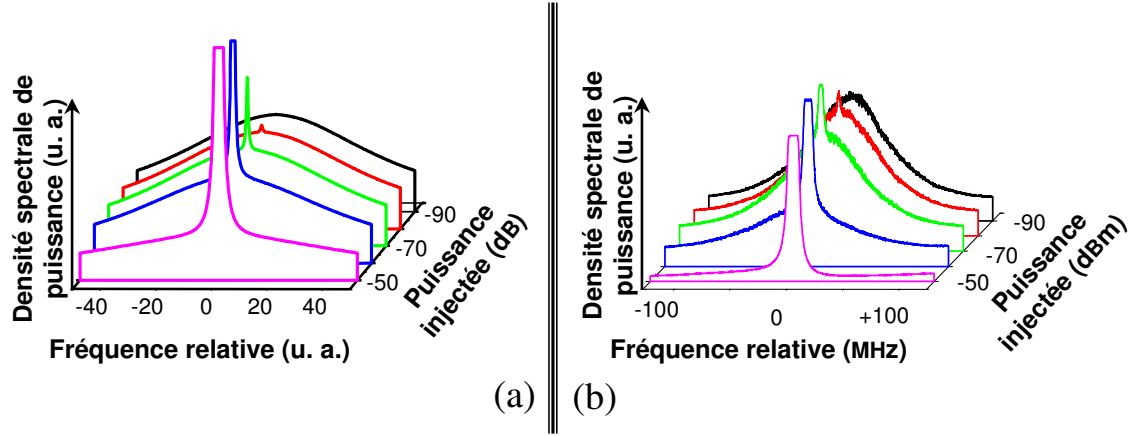 Densité spectrale de
puissance (u. a.)
-90
-70
-50
-40
-20
0
20
40
Puissance
injectée (dB)
Fréquence relative (u. a.)
(a)
Densité spectrale de
puissance (u. a.)
-90
-70
-50
-100
0
+100
Puissance
injectée (dBm)
Fréquence relative (MHz)
(b)